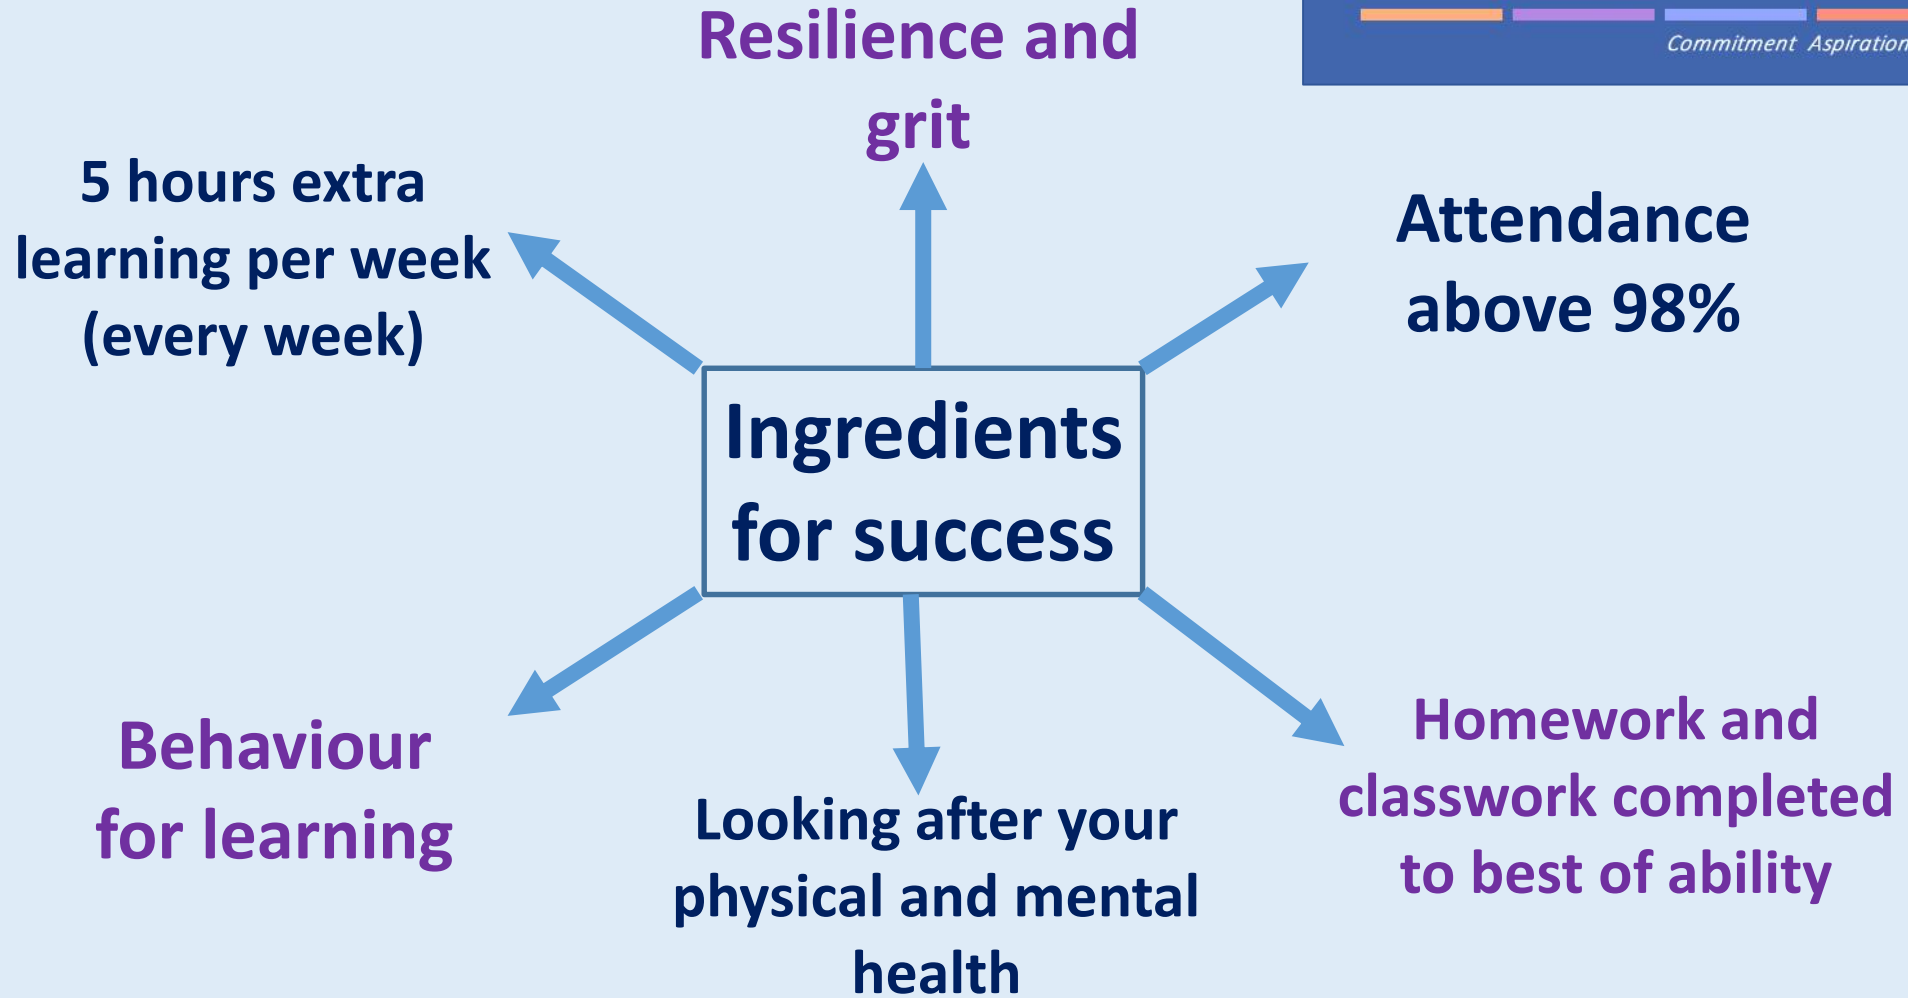 Resilience and
grit
Commitment Aspiration
5 hours extra
learning per week
(every week)
Attendance
above 98%
Ingredients
for success
Behaviour
for learning
Looking after your
physical and mental
health
Homework and
classwork completed
to best of ability